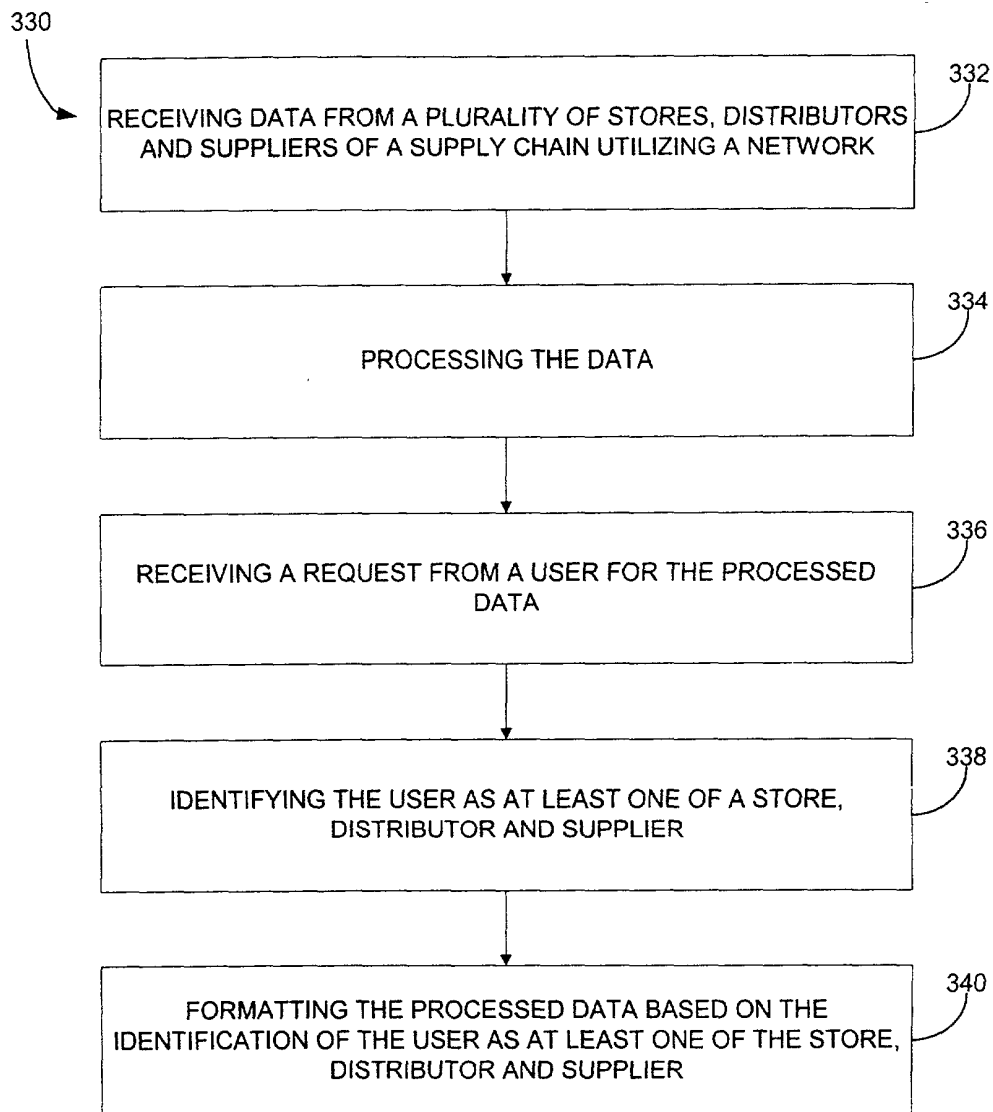 330
332
RECEIVING DATA FROM A PLURALITY OF STORES, DISTRIBUTORS
AND SUPPLIERS OF A SUPPLY CHAIN UTILIZING A NETWORK
334
PROCESSING THE DATA
336
RECEIVING A REQUEST FROM A USER FOR THE PROCESSED
DATA
338
IDENTIFYING THE USER AS AT LEAST ONE OF A STORE,
DISTRIBUTOR AND SUPPLIER
340
FORMATTING THE PROCESSED DATA BASED ON THE
IDENTIFICATION OF THE USER AS AT LEAST ONE OF THE STORE,
DISTRIBUTOR AND SUPPLIER